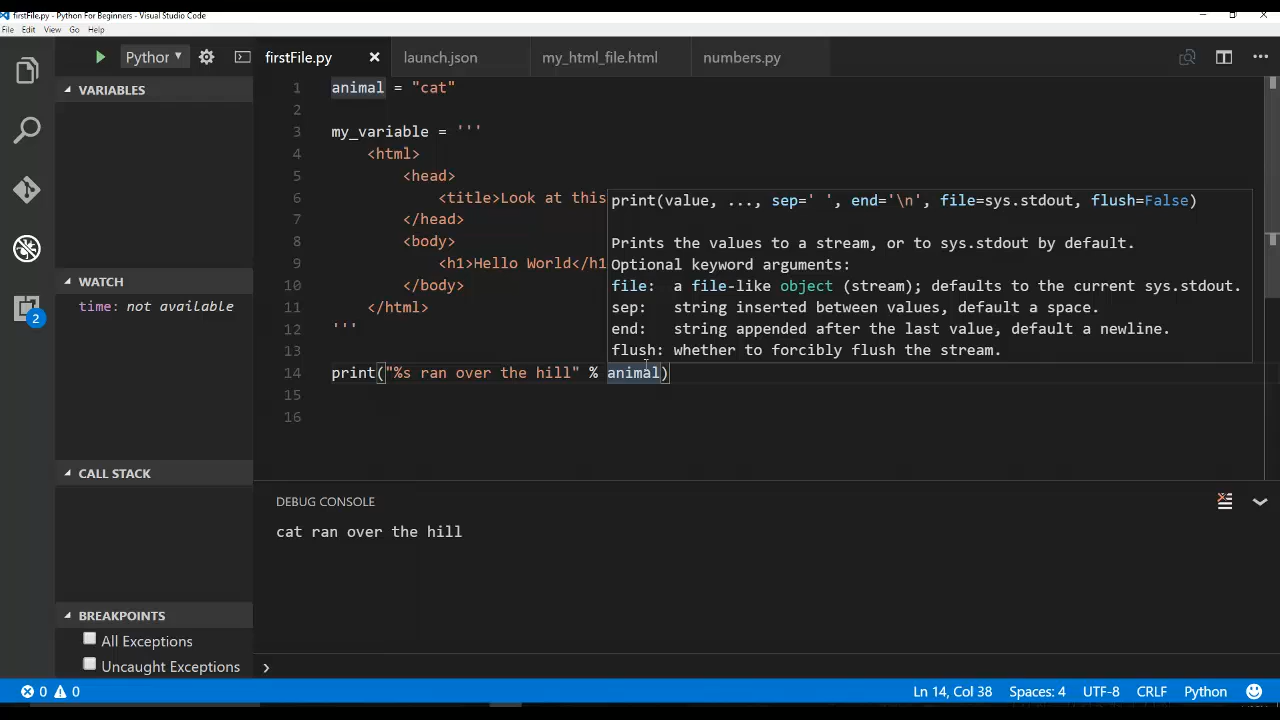 firstFile.py - Python For Beginners - Visual Studio Code
File Edit View Go Help
Python
firstFile.py
launch.json
my_html_file.html
numbers.py
VARIABLES
WATCH
time: not available
2
CALL STACK
BREAKPOINTS
All Exceptions
Uncaught Exceptions
1 animal = "cat"
2
3 my_variable = '''
4 <html>
5 <head>
6 <title>Look at this
7 </head>
8 <body>
9 <h1>Hello World</h1
10 </body>
11 </html>
12 '''
13
14 print("%s ran over the hill" % animal)
15
16
print(value, ..., sep=' ', end='\n', file=sys.stdout, flush=False)
Prints the values to a stream, or to sys.stdout by default.
Optional keyword arguments:
file: a file-like object (stream); defaults to the current sys.stdout.
sep: string inserted between values, default a space.
end: string appended after the last value, default a newline.
flush: whether to forcibly flush the stream.
DEBUG CONSOLE
cat ran over the hill
0 0
Ln 14, Col 38
Spaces: 4
UTF-8
CRLF
Python